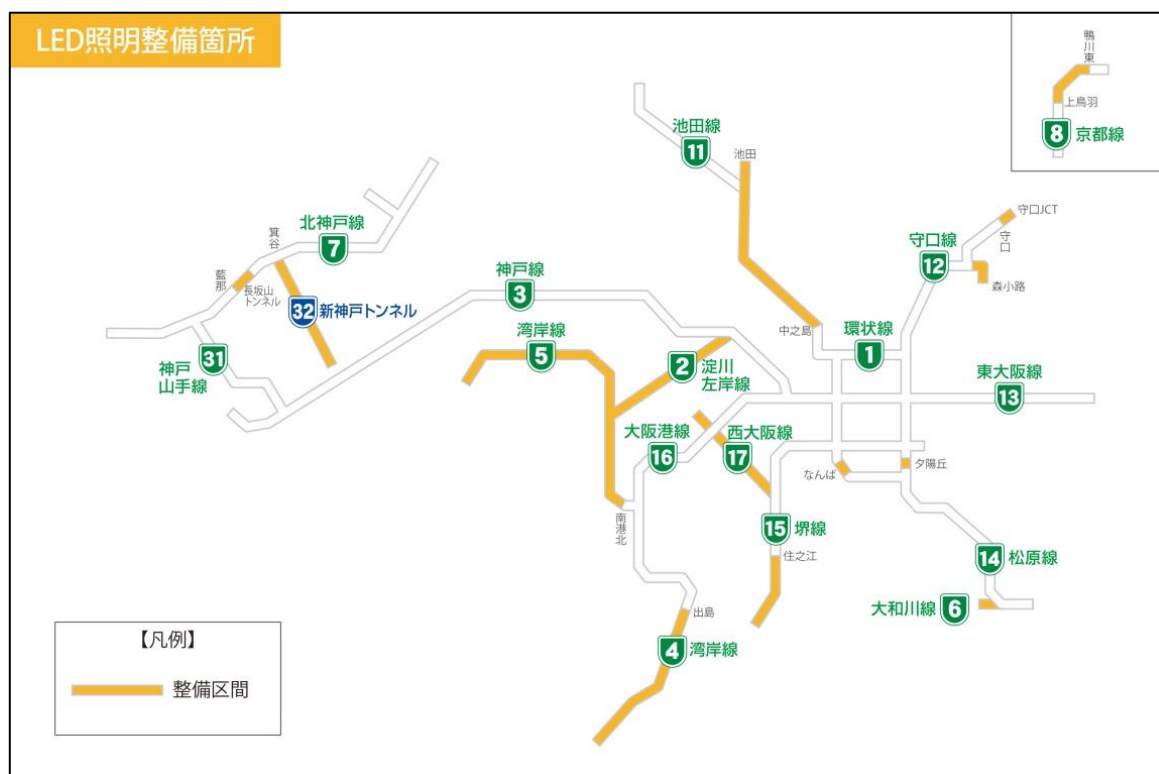 LED照明整備箇所
鴨川東
上鳥羽
8
京都線
池田線
11
池田
守口JCT
守口
守口線
12
森小路
北神戸線
7
箕谷
藍那
長坂山
トンネル
32
新神戸トンネル
神戸線
3
湾岸線
5
2
淀川
左岸線
中之島
環状線
1
31
神戸
山手線
東大阪線
13
大阪港線
16
西大阪線
17
なんば
夕陽丘
南港北
15
堺線
住之江
14
松原線
大和川線
6
出島
4
湾岸線
【凡例】
整備区間